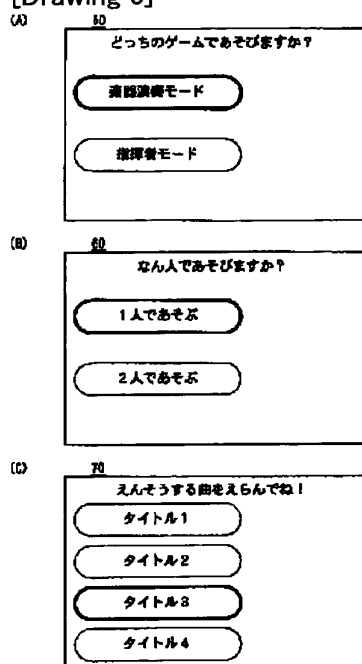 [Drawing 6]
(A)
50
どっちのゲームであそびますか？
楽器演奏モード
指揮者モード
(B)
60
なん人であそびますか？
1人であそぶ
2人であそぶ
(C)
70
えんそうする曲をえらんでね！
タイトル1
タイトル2
タイトル3
タイトル4